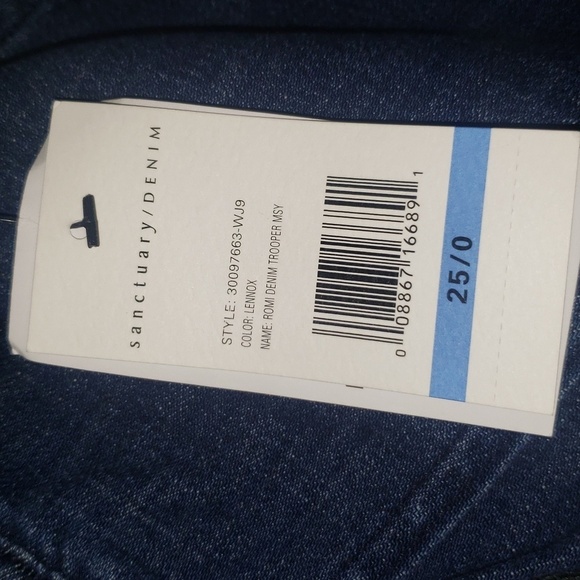 sanctuary/DENIM
STYLE: 30097663-WJ9
COLOR: LENNOX
NAME: ROMI DENIM TROOPER MSY
0 08867 16689 1
25/0